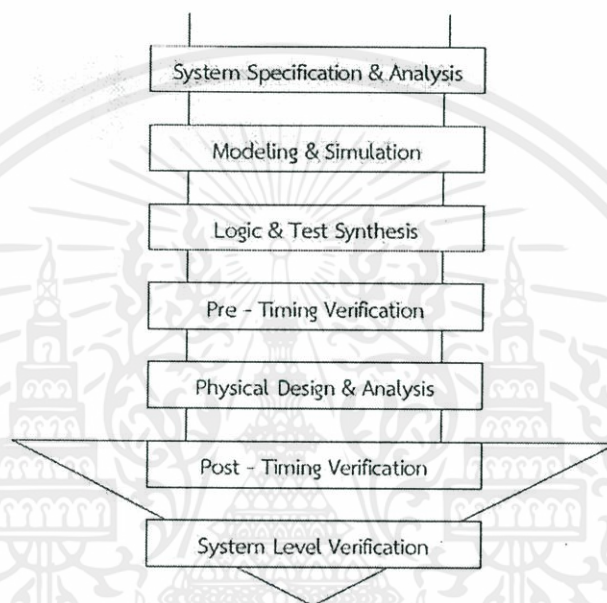 System Specification & Analysis
Modeling & Simulation
Logic & Test Synthesis
Pre - Timing Verification
Physical Design & Analysis
Post - Timing Verification
System Level Verification